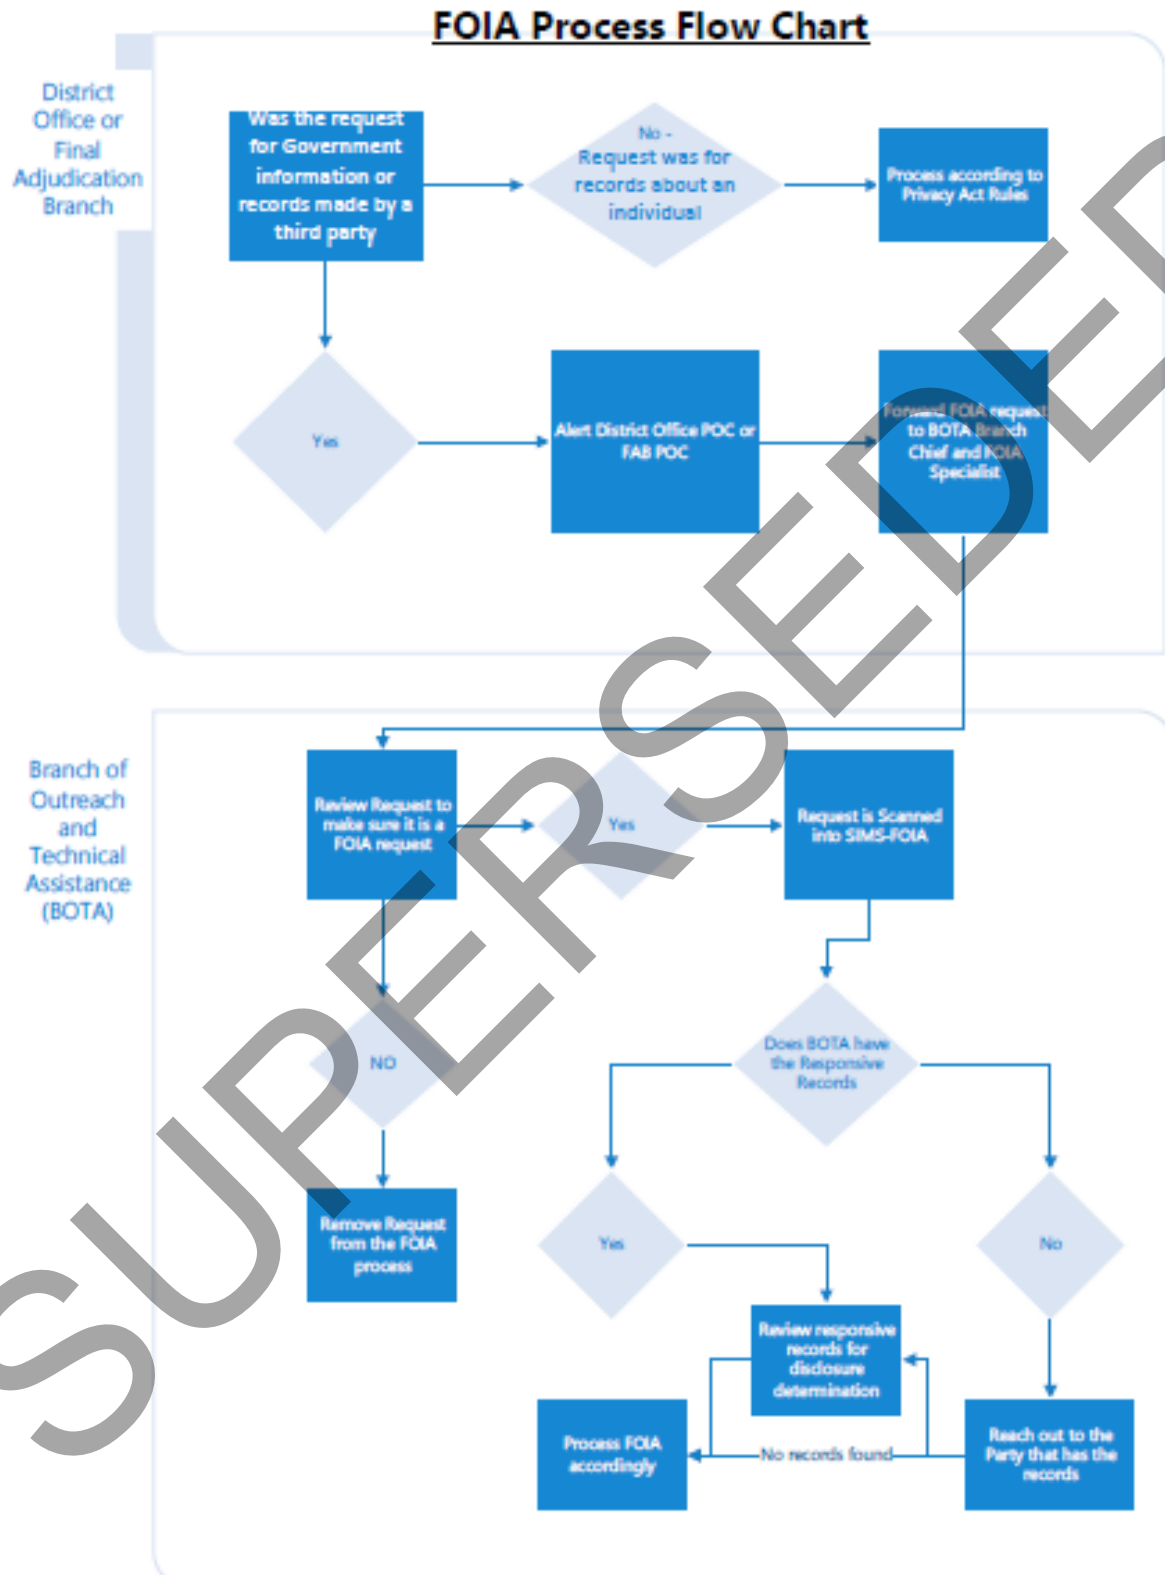 FOIA Process Flow Chart
District
Office or
Final
Adjudication
Branch
Was the request
for Government
information or
records made by a
third party
No -
Request was for
records about an
individual
Process according to
Privacy Act Rules
Yes
Alert District Office POC or
FAB POC
Forward FOIA request
to BOTA Branch
Chief and FOIA
Specialist
Branch of
Outreach
and
Technical
Assistance
(BOTA)
Review Request to
make sure it is a
FOIA request
Yes
Request is Scanned
into SIMS-FOIA
NO
Does BOTA have
the Responsive
Records
Remove Request
from the FOIA
process
Yes
No
Review responsive
records for
disclosure
determination
Process FOIA
accordingly
No records found
Reach out to the
Party that has the
records
SUPERSEDED